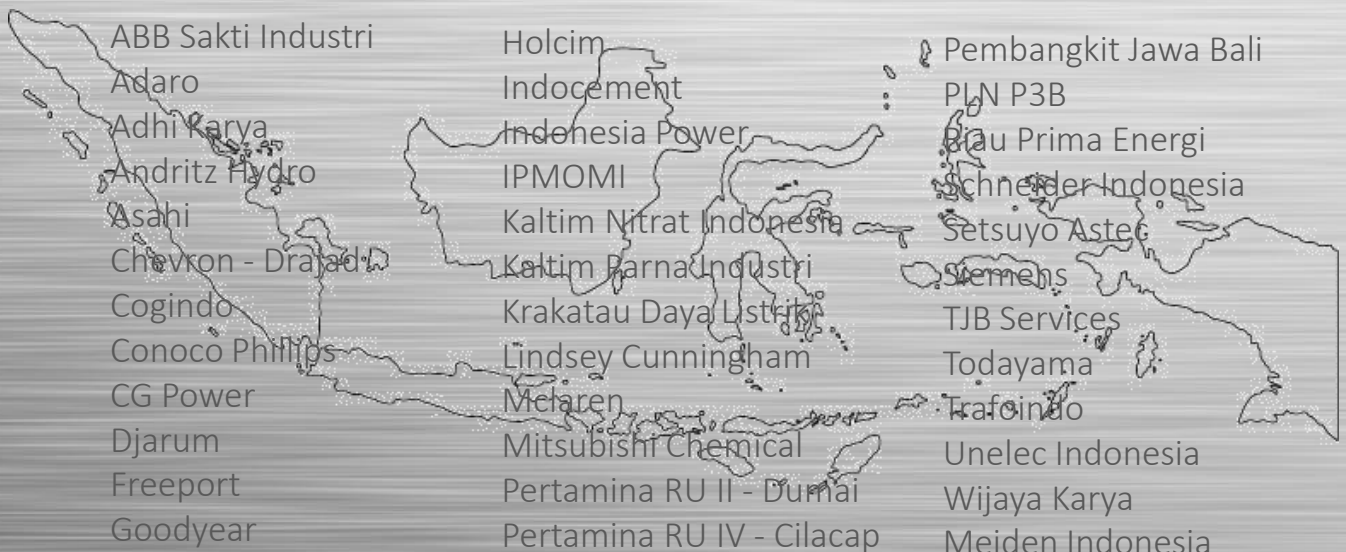 ABB Sakti Industri
Adaro
Adhi Karya
Andritz Hydro
Asahi
Chevron - Drajad
Cogindo
Conoco Phillips
CG Power
Djarum
Freeport
Goodyear
Holcim
Indocement
Indonesia Power
IPMOMI
Kaltim Nitrat Indonesia
Kaltim Parna Industri
Krakatau Daya Listrik
Lindsey Cunningham
Mclaren
Mitsubishi Chemical
Pertamina RU II - Dumai
Pertamina RU IV - Cilacap
Pembangkit Jawa Bali
PLN P3B
Riau Prima Energi
Schneider Indonesia
Setsuyo Astec
Siemens
TJB Services
Todayama
Trafoindo
Unelec Indonesia
Wijaya Karya
Meiden Indonesia